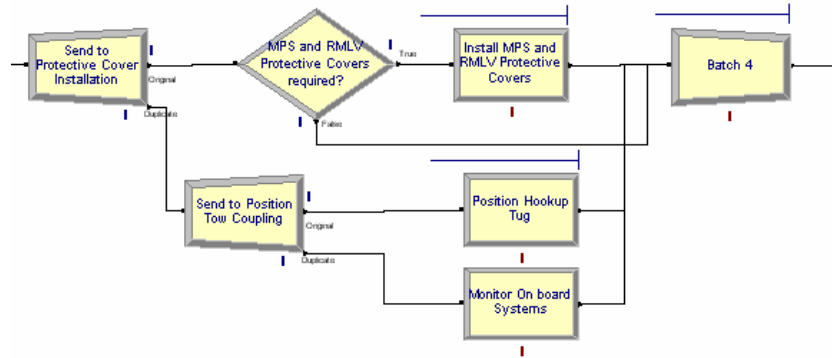 Send to
Protective Cover
Installation
Original
Duplicate
MPS and RMLV
Protective Covers
required?
True
False
Install MPS and
RMLV Protective
Covers
Batch 4
Send to Position
Tow Coupling
Original
Duplicate
Position Hookup
Tug
Monitor On board
Systems